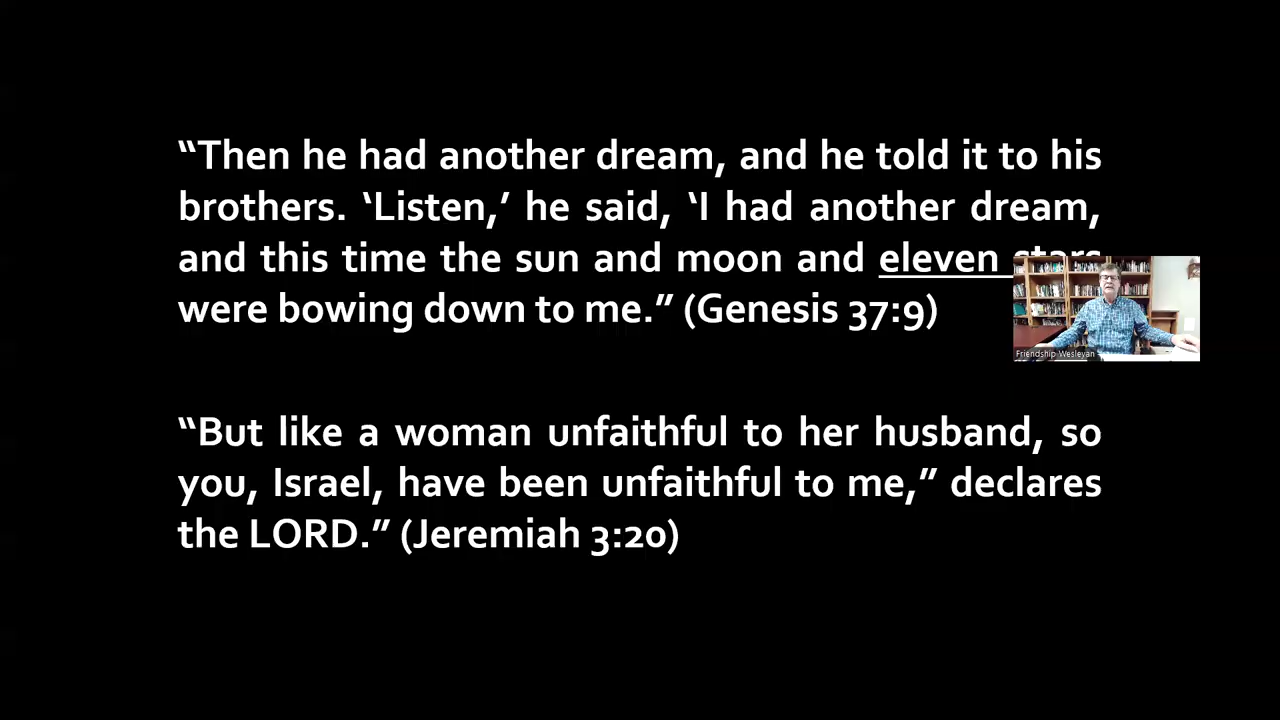 “Then he had another dream, and he told it to his
brothers. ‘Listen,’ he said, ‘I had another dream,
and this time the sun and moon and eleven stars
were bowing down to me.” (Genesis 37:9)
“But like a woman unfaithful to her husband, so
you, Israel, have been unfaithful to me,” declares
the LORD.” (Jeremiah 3:20)
Friendship Wesleyan